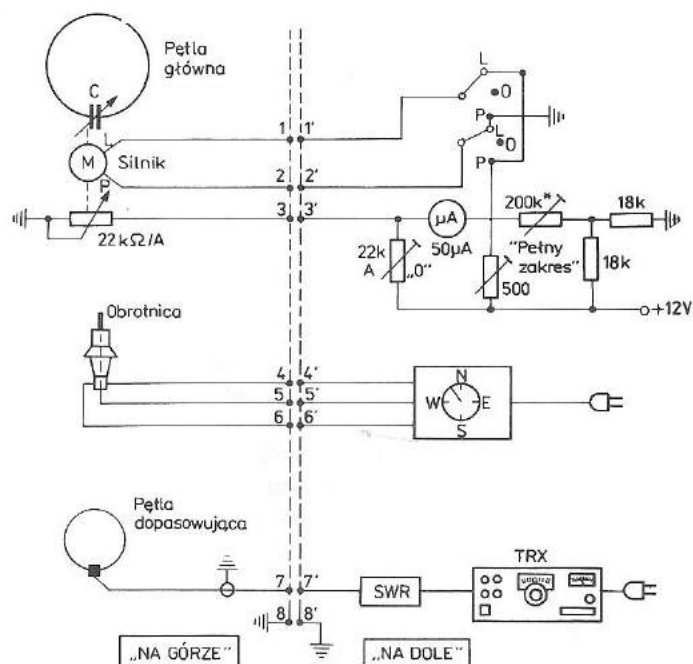 Pętla
główna
C
L
M
Silnik
P
22kΩ/A
1 1'
2 2'
3 3'
L
O
P
L
O
P
µA
50µA
22k
A
„0"
200k*
"Pełny
zakres"
18k
18k
500
+12V
Obrotnica
4 4'
5 5'
6 6'
N
W E
S
Pętla
dopasowująca
7 7'
8 8'
SWR
TRX
„NA GÓRZE"
„NA DOLE"